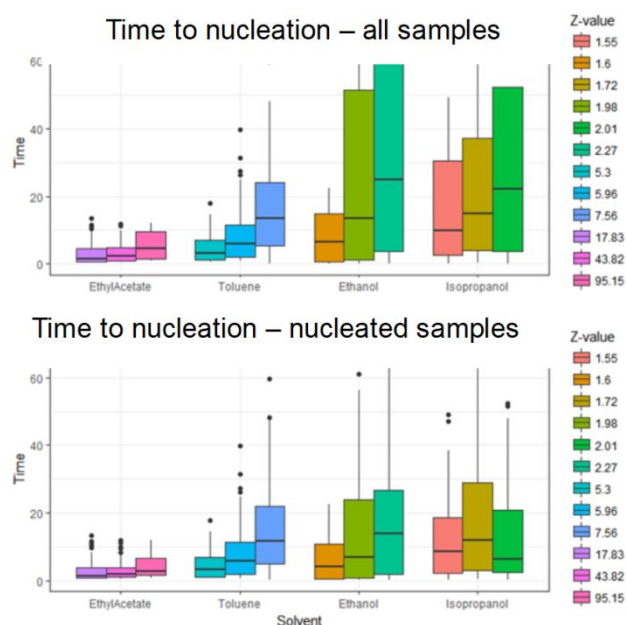 Time to nucleation – all samples
Z-value
1.55
1.6
1.72
1.98
2.01
2.27
5.3
5.96
7.56
17.83
43.82
95.15
60
40
20
0
Time
EthylAcetate
Toluene
Ethanol
Isopropanol
Time to nucleation – nucleated samples
Z-value
1.55
1.6
1.72
1.98
2.01
2.27
5.3
5.96
7.56
17.83
43.82
95.15
60
40
20
0
Time
EthylAcetate
Toluene
Ethanol
Isopropanol
Solvent